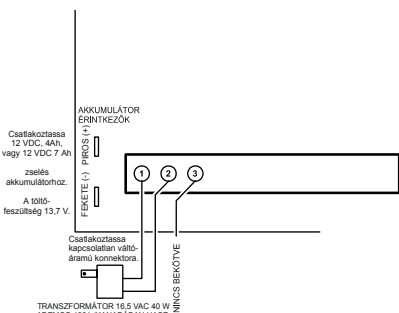 AKKUMULÁTOR
ÉRINTKEZŐK
Csatlakoztassa
12 VDC, 4Ah,
vagy 12 VDC 7 Ah
zselés
akkumulátorhoz.
A töltő-
feszültség 13,7 V.
PIROS (+)
FEKETE (-)
1 2 3
Csatlakoztassa
kapcsolatlan váltó-
áramú konnektora.
NINCS BEKÖTVE
TRANSZFORMÁTOR 16,5 VAC 40 W